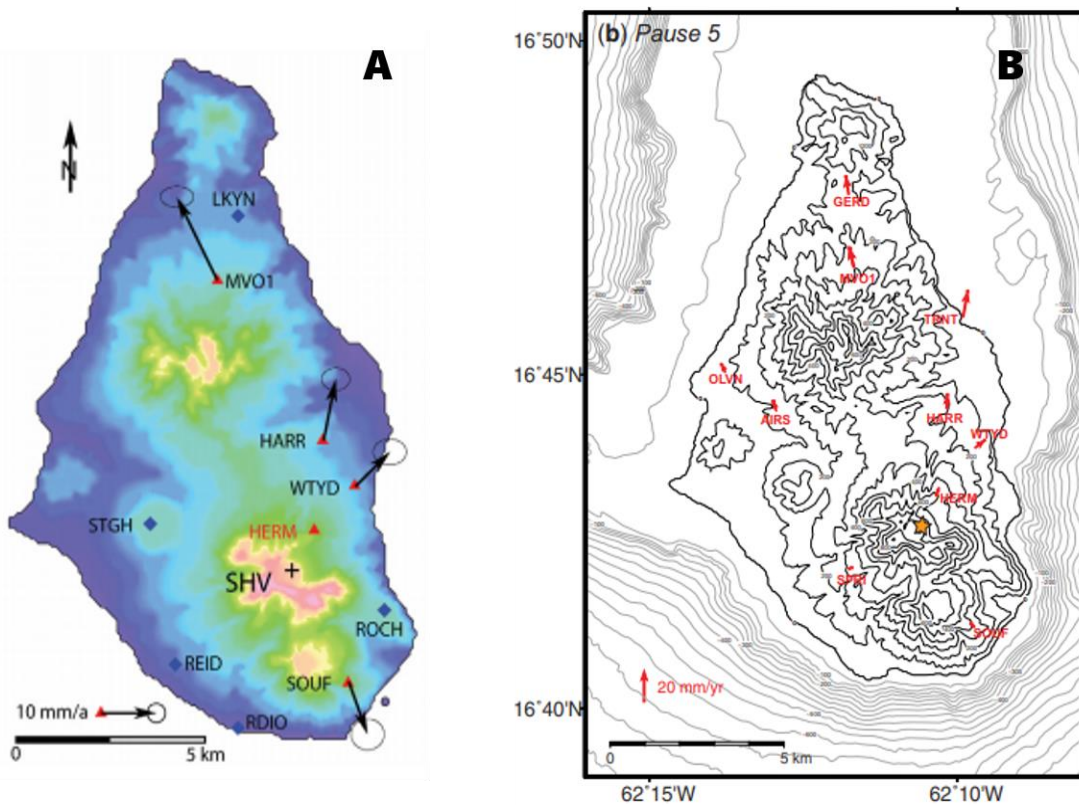 A
N
LKYN
MVO1
HARR
WTYD
HERM
STGH
SHV
ROCH
REID
SOUF
10 mm/a
RDIO
0 5 km
B
(b) Pause 5
16°50'N
16°45'N
16°40'N
GERD
MVO1
TRNT
OLVN
AIRS
HARR
WTYD
HERM
SPRI
SOUF
20 mm/yr
0 5 km
62°15'W 62°10'W